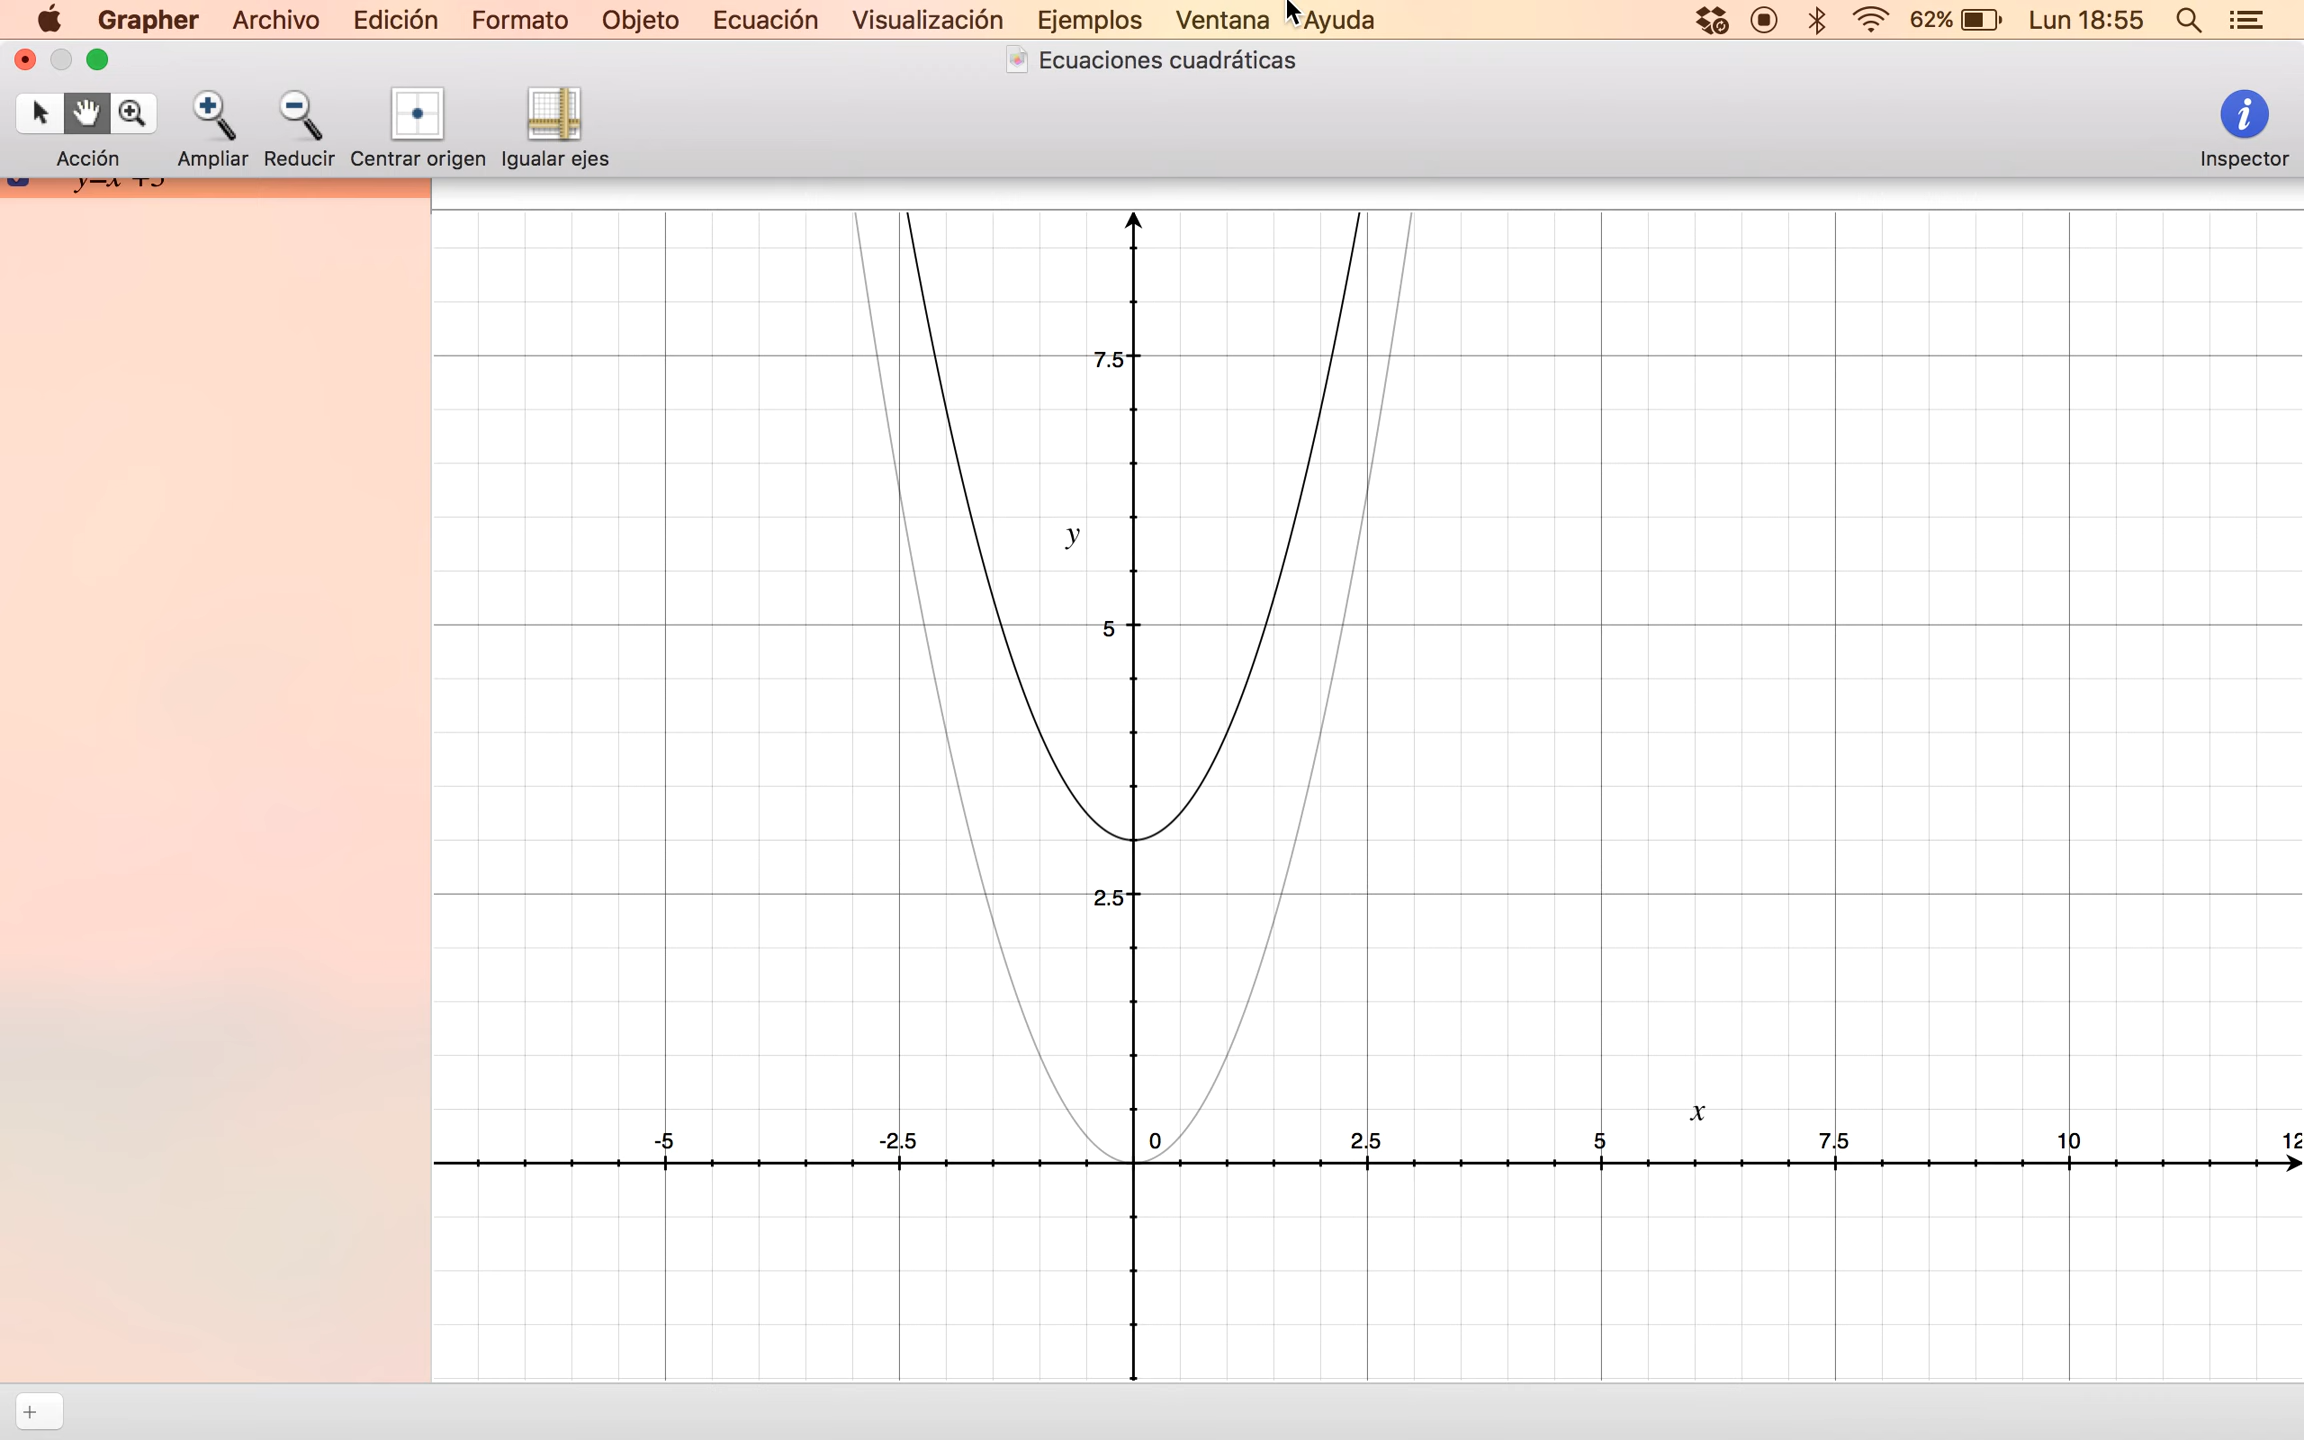 Grapher Archivo Edición Formato Objeto Ecuación Visualización Ejemplos Ventana Ayuda 62% Lun 18:55
Ecuaciones cuadráticas
Acción Ampliar Reducir Centrar origen Igualar ejes Inspector
7.5
y
5
2.5
x
-5 -2.5 0 2.5 5 7.5 10
+